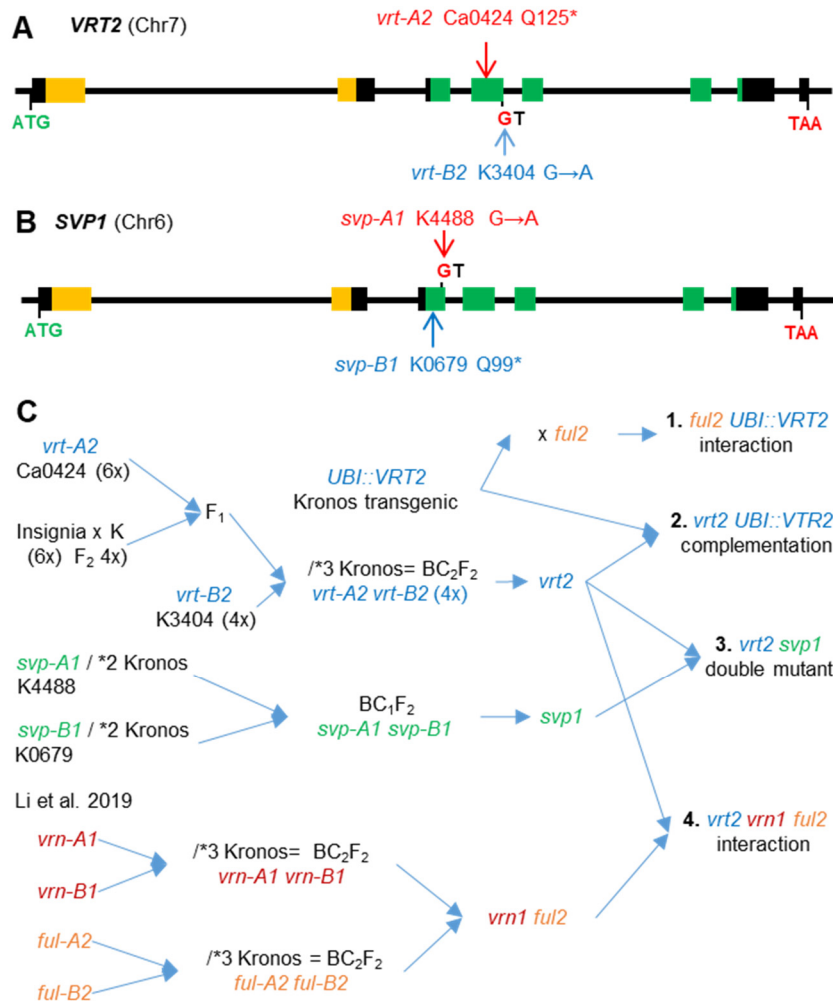 A VRT2 (Chr7)
vrt-A2 Ca0424 Q125*
ATG
GT
TAA
vrt-B2 K3404 G→A
B SVP1 (Chr6)
svp-A1 K4488 G→A
GT
ATG
TAA
svp-B1 K0679 Q99*
C
vrt-A2
Ca0424 (6x)
Insignia x K
(6x) F2 4x)
F1
vrt-B2
K3404 (4x)
UBI::VRT2
Kronos transgenic
/*3 Kronos= BC2F2
vrt-A2 vrt-B2 (4x)
vrt2
x ful2
1. ful2 UBI::VRT2
interaction
2. vrt2 UBI::VTR2
complementation
svp-A1 / *2 Kronos
K4488
svp-B1 / *2 Kronos
K0679
BC1F2
svp-A1 svp-B1
svp1
3. vrt2 svp1
double mutant
Li et al. 2019
vrn-A1
vrn-B1
/*3 Kronos= BC2F2
vrn-A1 vrn-B1
ful-A2
ful-B2
/*3 Kronos = BC2F2
ful-A2 ful-B2
vrn1 ful2
4. vrt2 vrn1 ful2
interaction